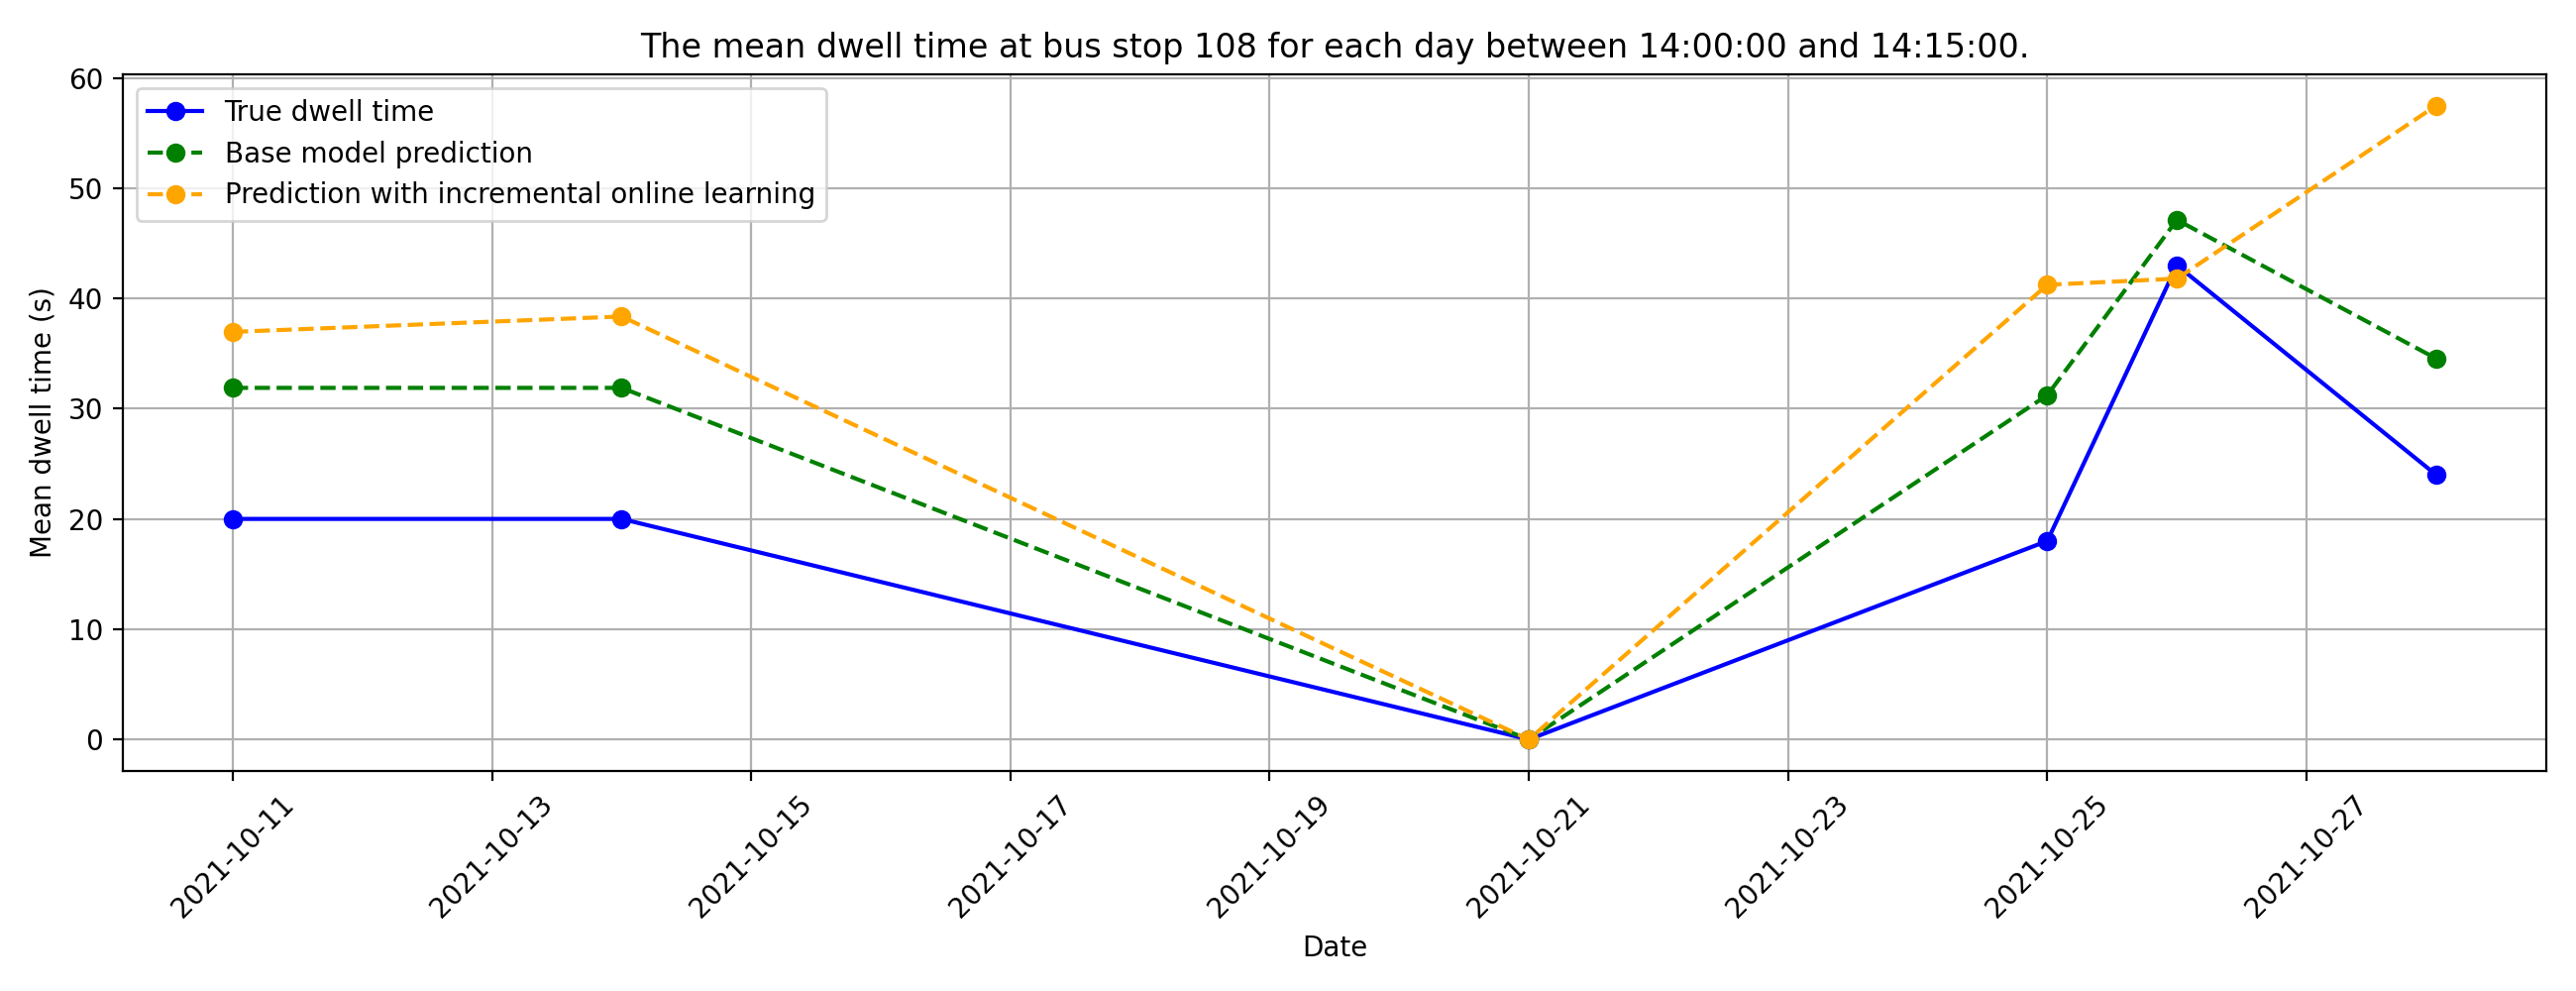 The mean dwell time at bus stop 108 for each day between 14:00:00 and 14:15:00.
True dwell time
Base model prediction
Prediction with incremental online learning
Mean dwell time (s)
60
50
40
30
20
10
0
2021-10-11
2021-10-13
2021-10-15
2021-10-17
2021-10-19
2021-10-21
2021-10-23
2021-10-25
2021-10-27
Date